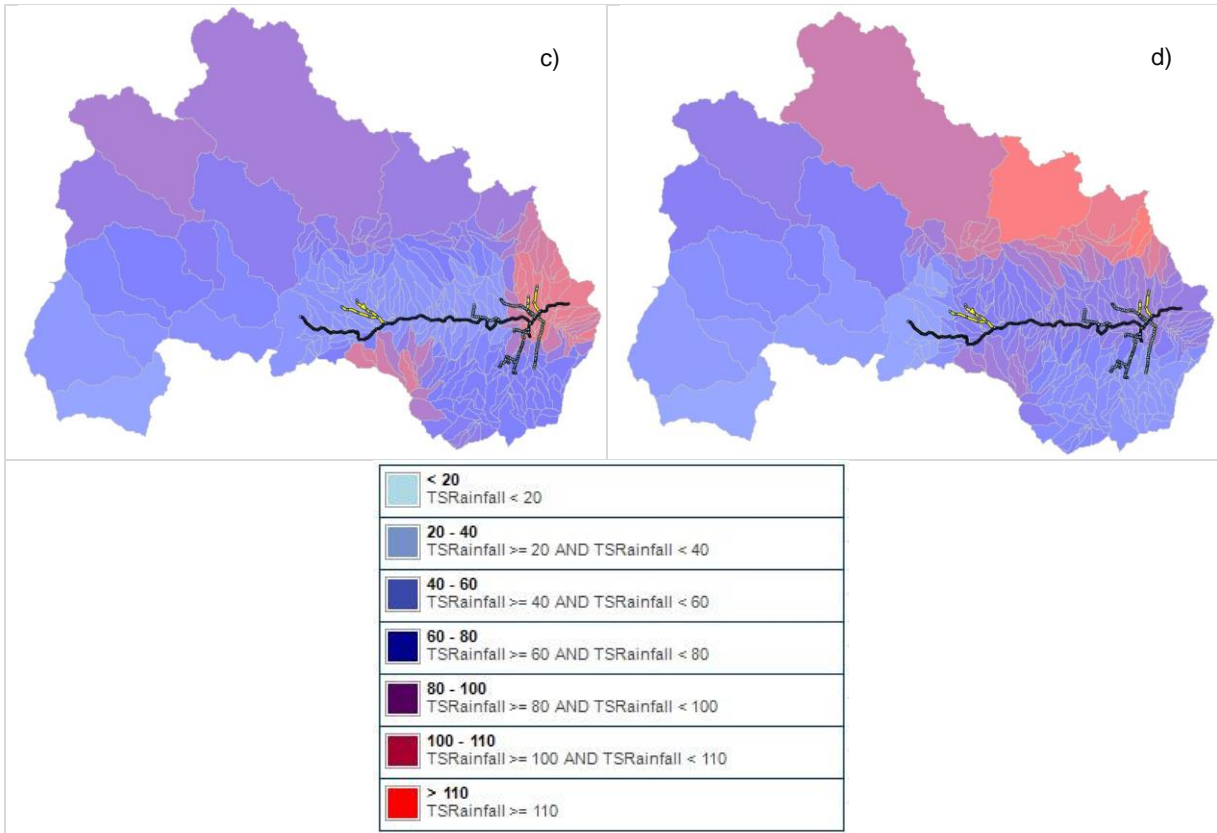 c)
d)
< 20
TSRainfall < 20
20 - 40
TSRainfall >= 20 AND TSRainfall < 40
40 - 60
TSRainfall >= 40 AND TSRainfall < 60
60 - 80
TSRainfall >= 60 AND TSRainfall < 80
80 - 100
TSRainfall >= 80 AND TSRainfall < 100
100 - 110
TSRainfall >= 100 AND TSRainfall < 110
> 110
TSRainfall >= 110